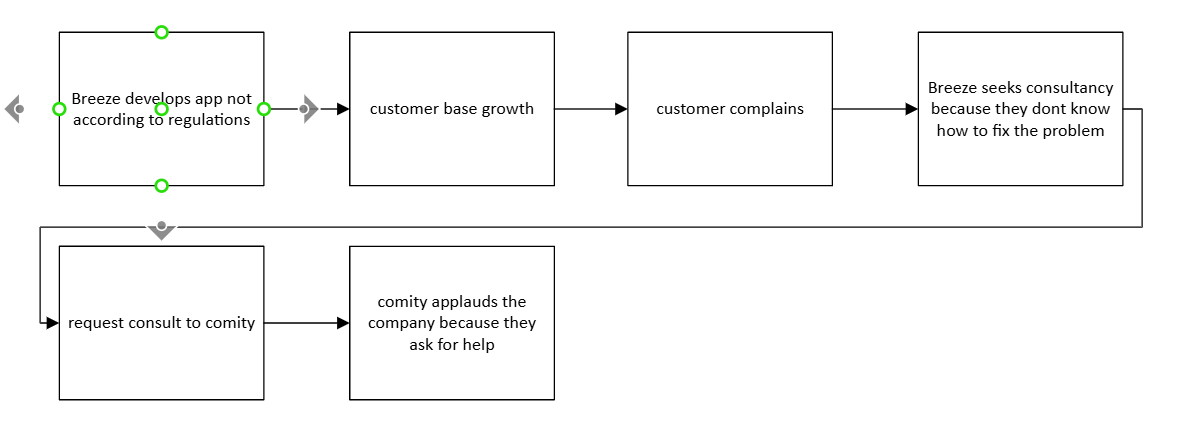 Breeze develops app not
according to regulations
customer base growth
customer complains
Breeze seeks consultancy
because they dont know
how to fix the problem
request consult to comity
comity applauds the
company because they
ask for help